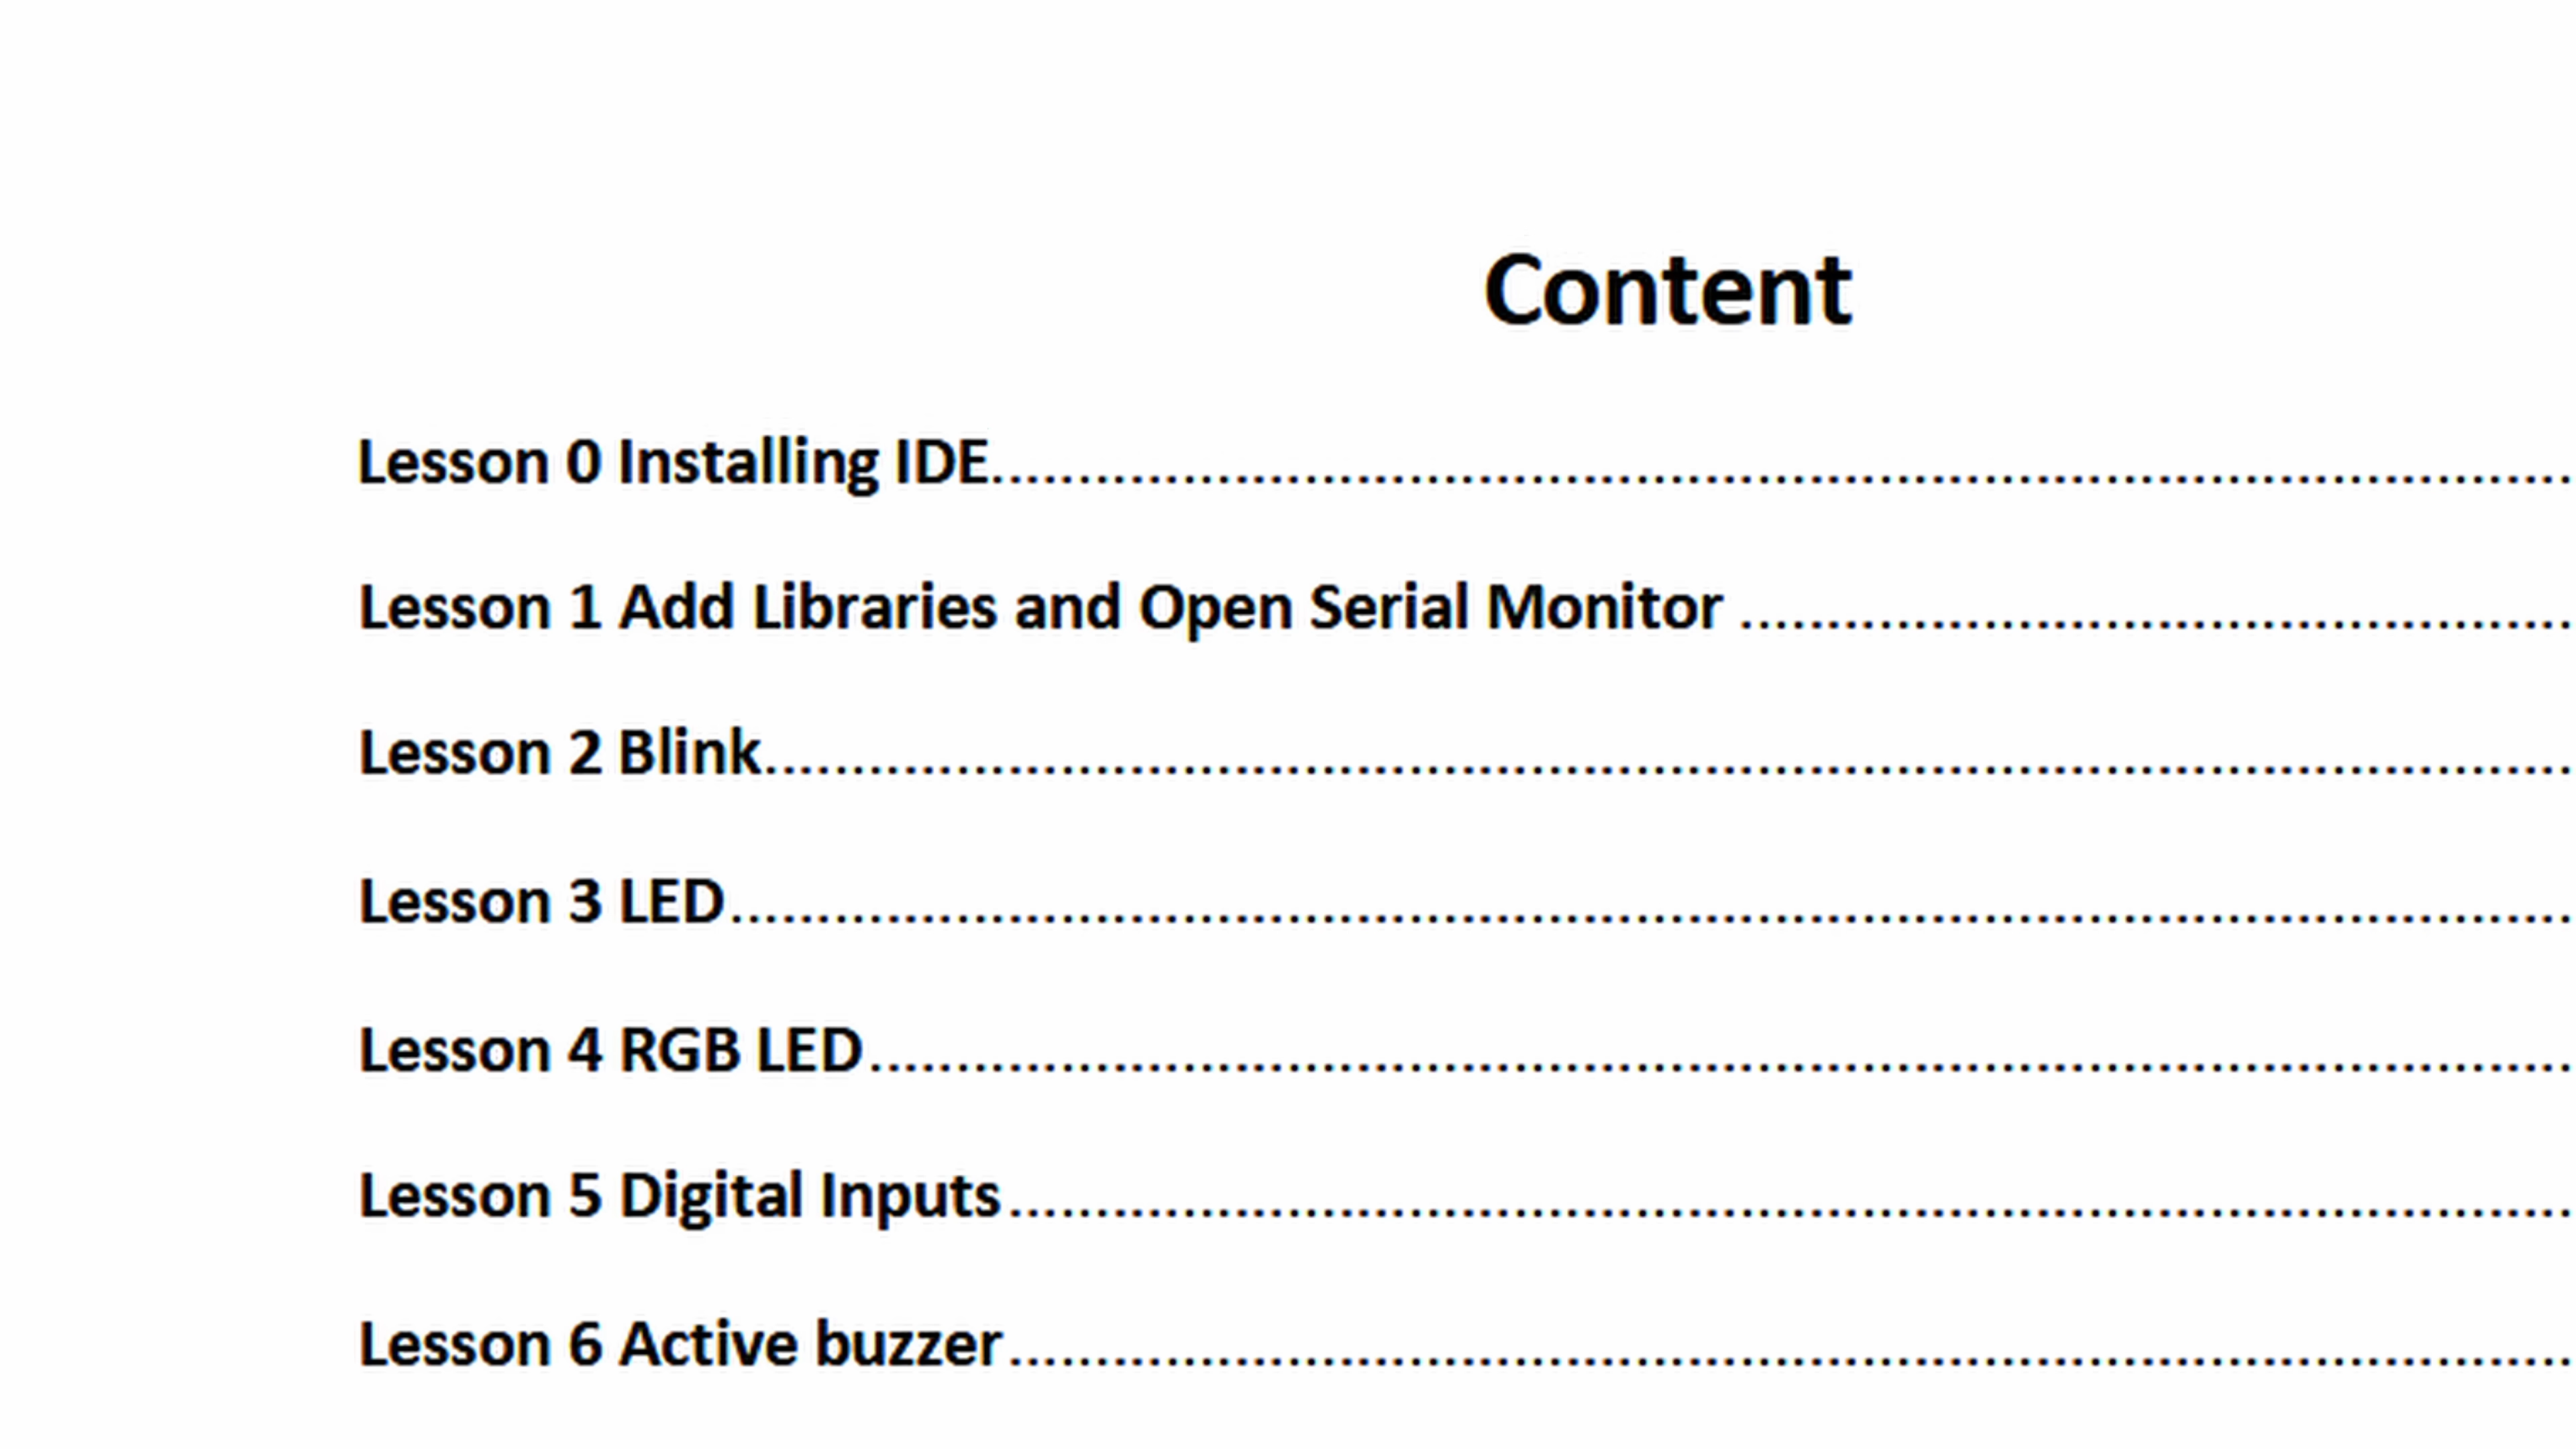 Content
Lesson 0 Installing IDE........................................................................................
Lesson 1 Add Libraries and Open Serial Monitor ................................................
Lesson 2 Blink........................................................................................................
Lesson 3 LED..........................................................................................................
Lesson 4 RGB LED..................................................................................................
Lesson 5 Digital Inputs..........................................................................................
Lesson 6 Active buzzer..........................................................................................